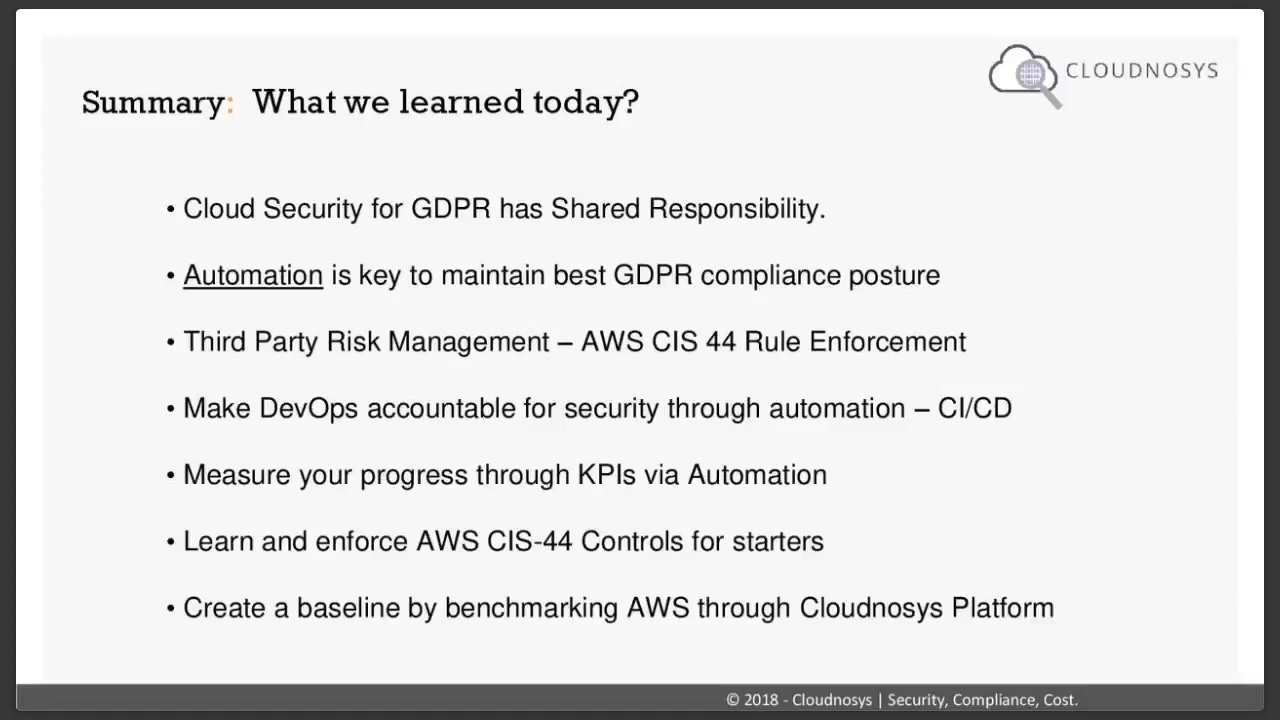 CLOUDNOSYS
Summary: What we learned today?
• Cloud Security for GDPR has Shared Responsibility.
• Automation is key to maintain best GDPR compliance posture
• Third Party Risk Management – AWS CIS 44 Rule Enforcement
• Make DevOps accountable for security through automation – CI/CD
• Measure your progress through KPIs via Automation
• Learn and enforce AWS CIS-44 Controls for starters
• Create a baseline by benchmarking AWS through Cloudnosys Platform
© 2018 - Cloudnosys | Security, Compliance, Cost.